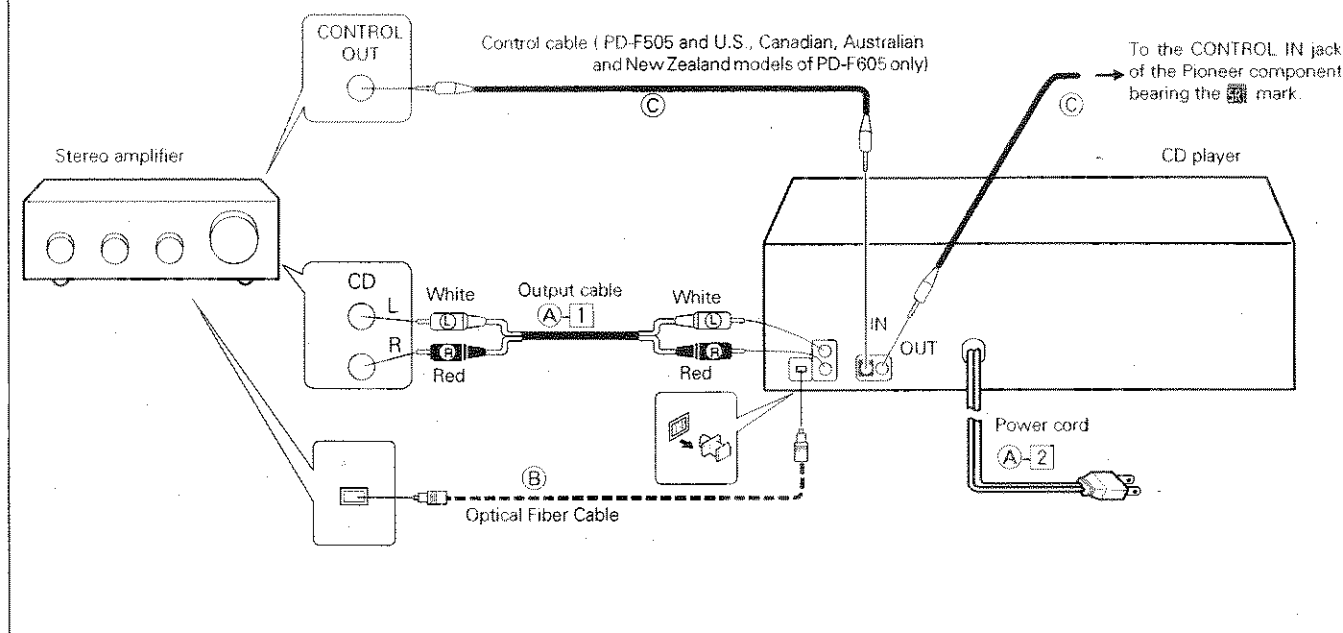 CONTROL
OUT
Control cable ( PD-F505 and U.S., Canadian, Australian
and New Zealand models of PD-F605 only)
To the CONTROL IN jack
of the Pioneer component
bearing the mark.
C
C
Stereo amplifier
CD player
CD
L
R
White
L
R
Red
Output cable
A-1
White
L
R
Red
IN
OUT
Power cord
A-2
B
Optical Fiber Cable